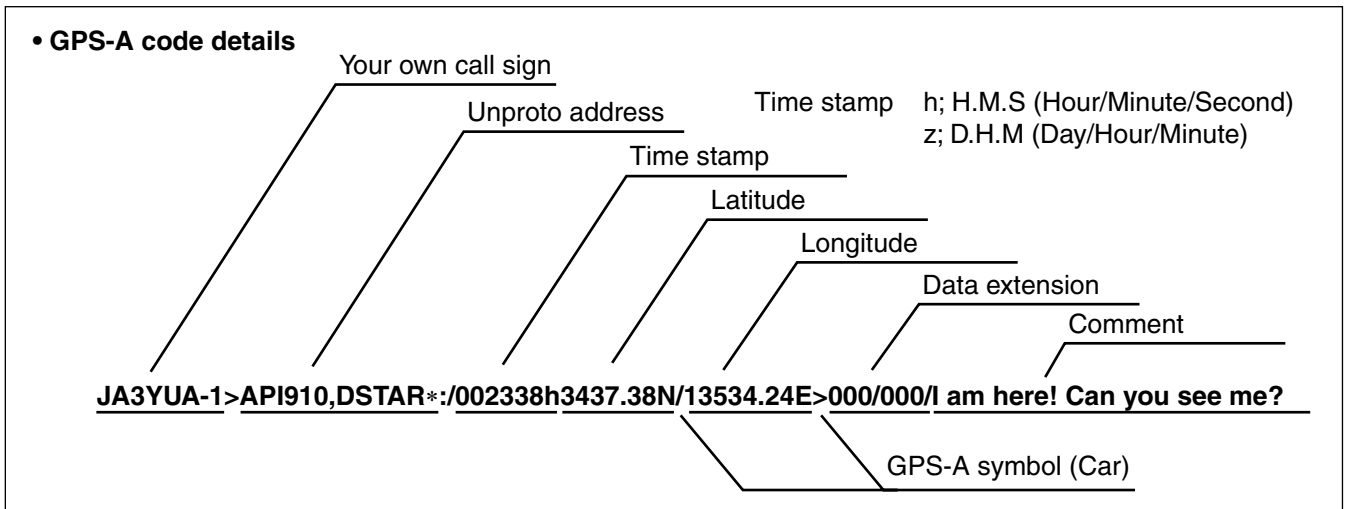 • GPS-A code details
Your own call sign
Unproto address
Time stamp h; H.M.S (Hour/Minute/Second)
z; D.H.M (Day/Hour/Minute)
Time stamp
Latitude
Longitude
Data extension
Comment
JA3YUA-1>API910,DSTAR*:/002338h3437.38N/13534.24E>000/000/I am here! Can you see me?
GPS-A symbol (Car)